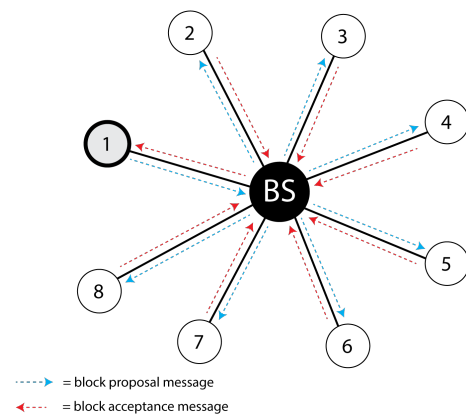 2
3
1
4
BS
5
8
7
6
= block proposal message
= block acceptance message